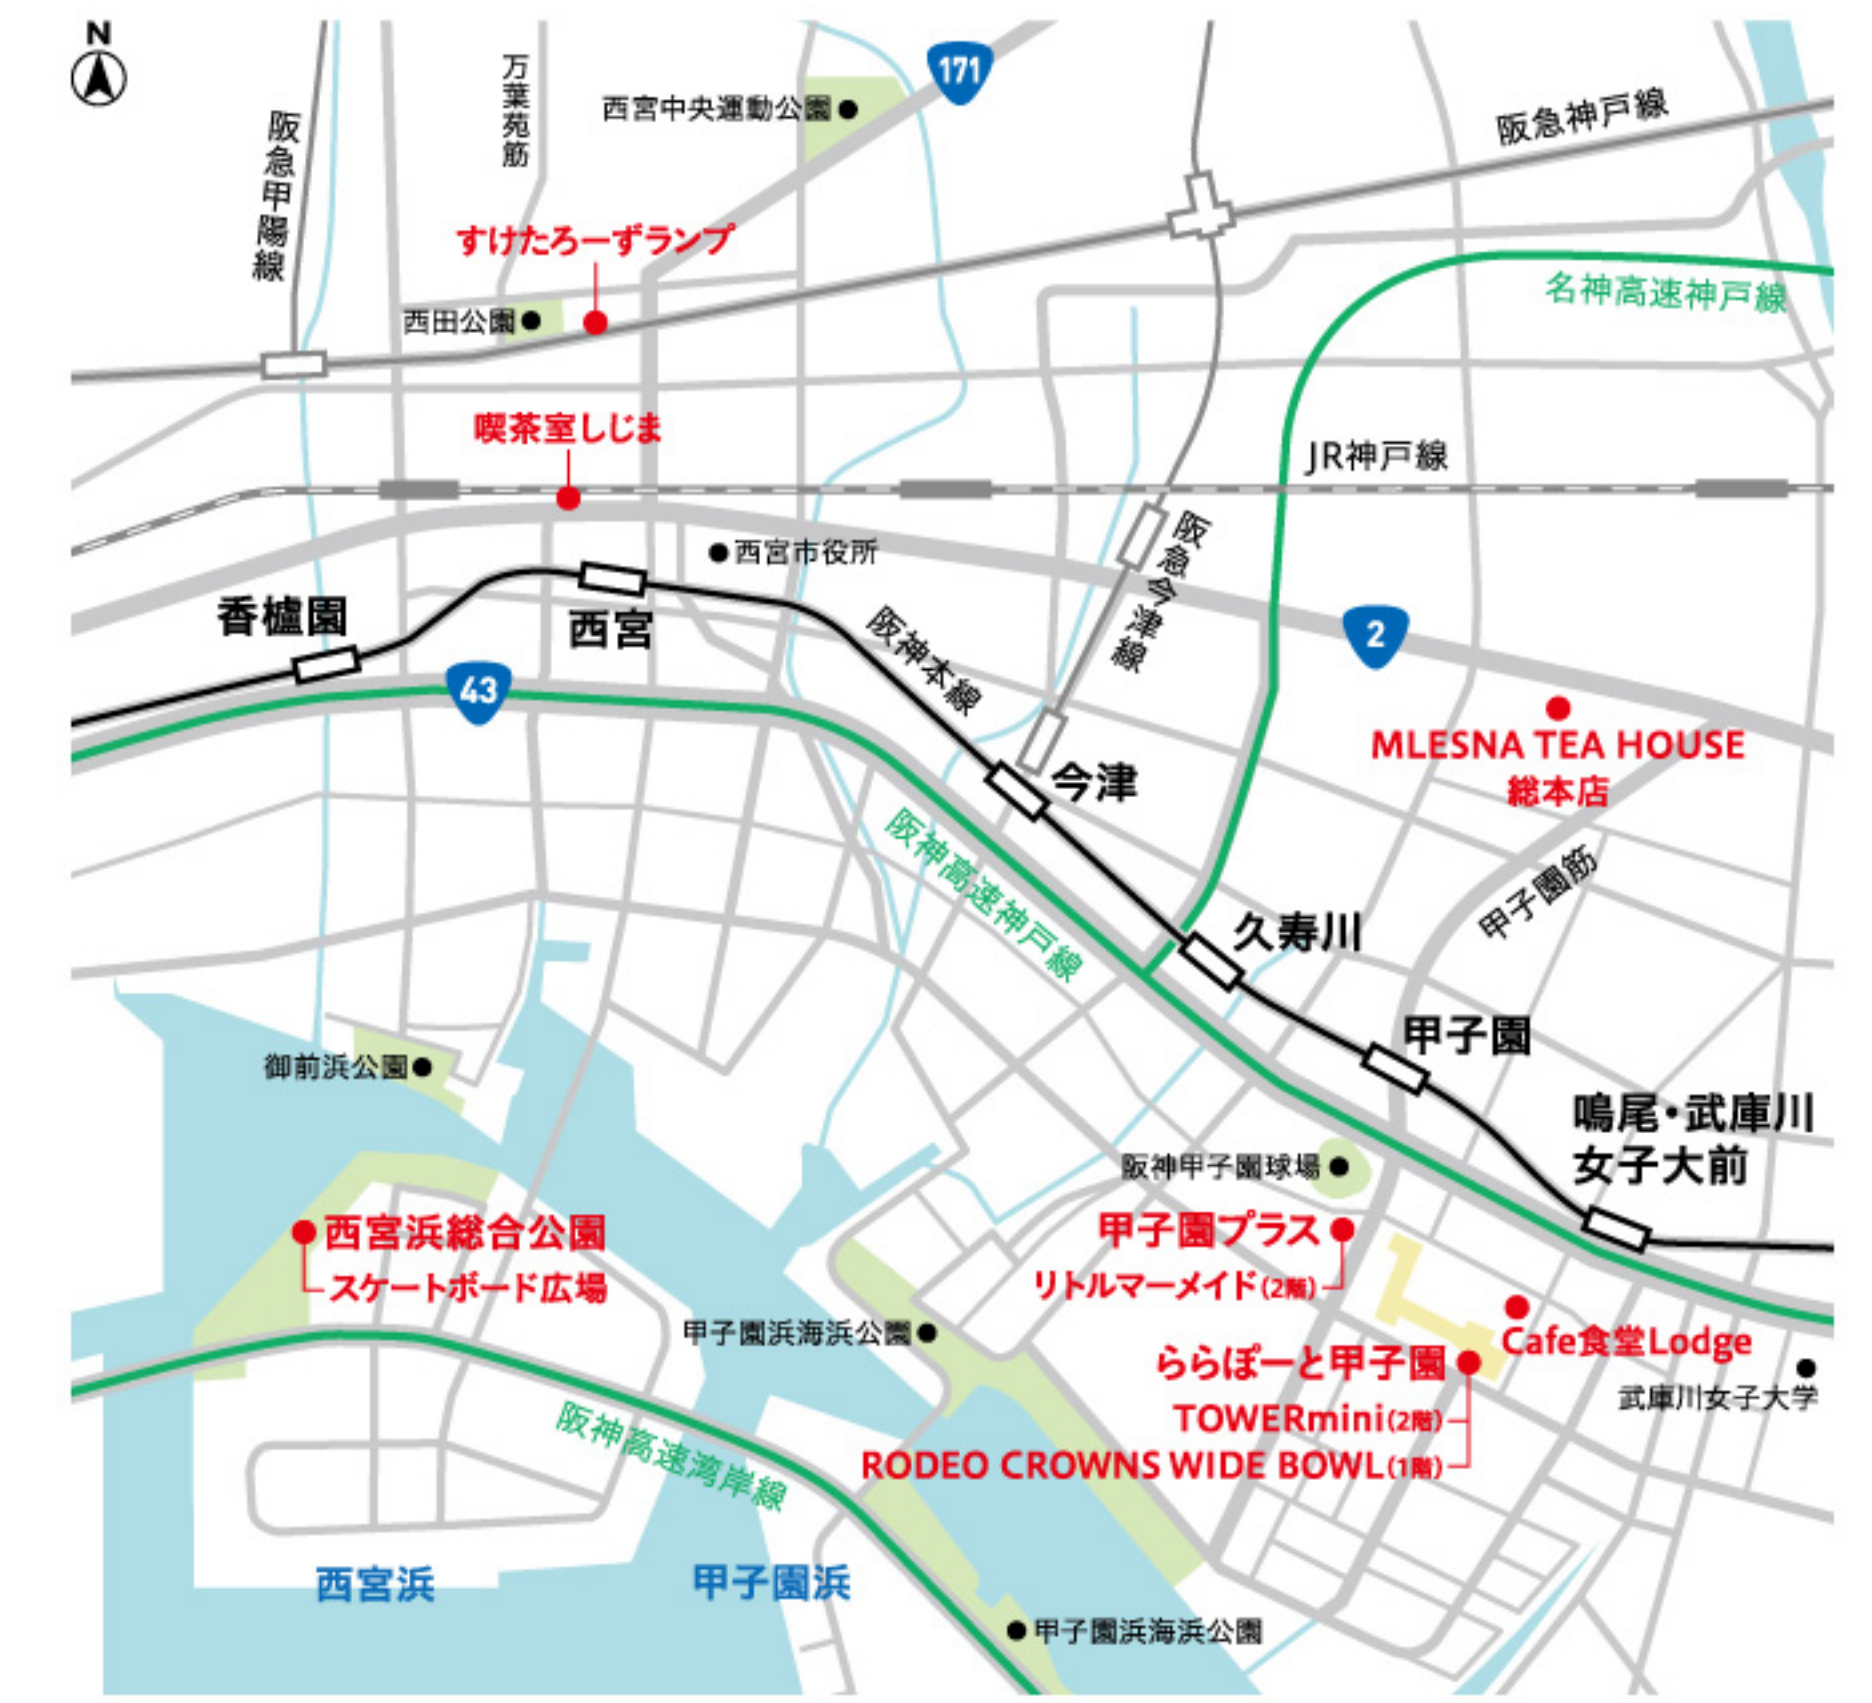 N
171
万葉苑筋
西宮中央運動公園
阪急甲陽線
阪急神戸線
すけたろーずランプ
名神高速神戸線
西田公園
喫茶室しじま
JR神戸線
西宮市役所
阪急今津線
香櫨園
西宮
阪神本線
2
43
MLESNA TEA HOUSE
総本店
今津
阪神高速神戸線
甲子園筋
久寿川
甲子園
御前浜公園
鳴尾・武庫川
女子大前
阪神甲子園球場
西宮浜総合公園
スケートボード広場
甲子園プラス
リトルマーメイド(2階)
甲子園浜海浜公園
Cafe食堂Lodge
ららぽーと甲子園
武庫川女子大学
TOWERmini(2階)
RODEO CROWNS WIDE BOWL(1階)
阪神高速湾岸線
西宮浜
甲子園浜
甲子園浜海浜公園